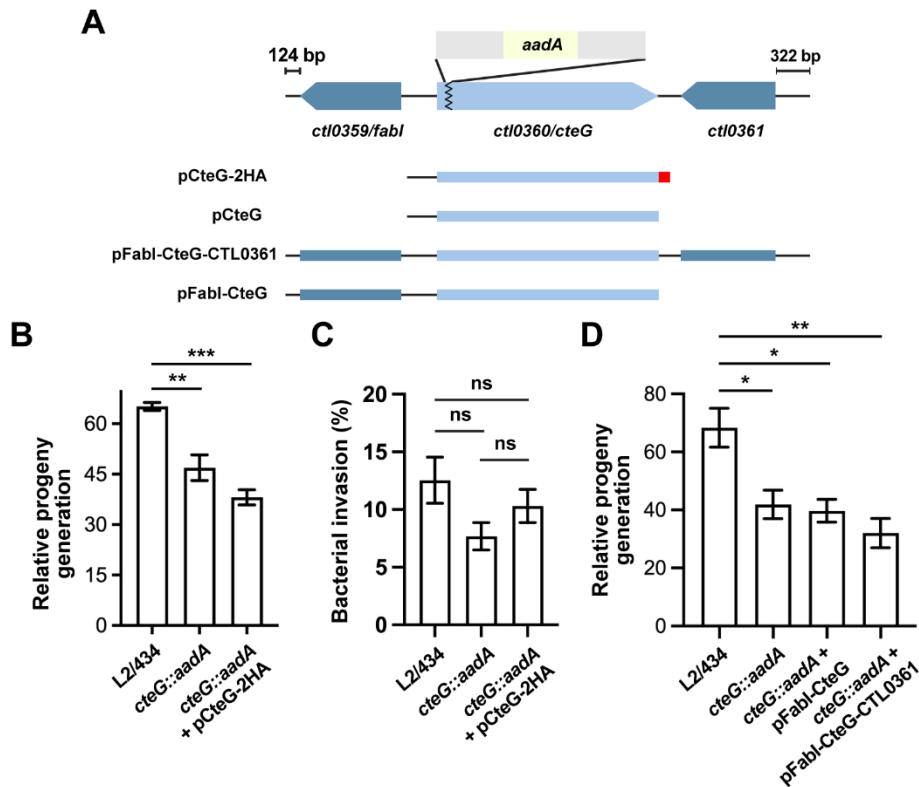 A
aadA
124 bp
322 bp
ctl0359/fabI
ctl0360/cteG
ctl0361
pCteG-2HA
pCteG
pFabI-CteG-CTL0361
pFabI-CteG
B
Relative progeny
generation
60
45
30
15
0
***
**
L2/434
cteG::aadA
cteG::aadA
+ pCteG-2HA
C
Bacterial invasion (%)
20
15
10
5
0
ns
ns
ns
L2/434
cteG::aadA
cteG::aadA
+ pCteG-2HA
D
Relative progeny
generation
80
60
40
20
0
**
*
*
L2/434
cteG::aadA
cteG::aadA +
pFabI-CteG
cteG::aadA +
pFabI-CteG-CTL0361